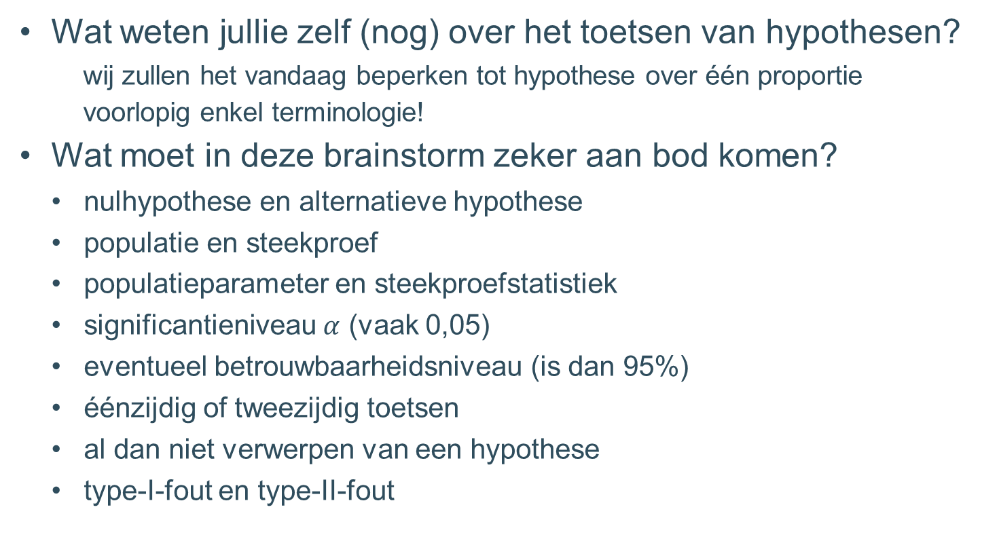 • Wat weten jullie zelf (nog) over het toetsen van hypothesen?
wij zullen het vandaag beperken tot hypothese over één proportie
voorlopig enkel terminologie!
• Wat moet in deze brainstorm zeker aan bod komen?
• nulhypothese en alternatieve hypothese
• populatie en steekproef
• populatieparameter en steekproefstatistiek
• significantieniveau 𝛼 (vaak 0,05)
• eventueel betrouwbaarheidsniveau (is dan 95%)
• éénzijdig of tweezijdig toetsen
• al dan niet verwerpen van een hypothese
• type-I-fout en type-II-fout